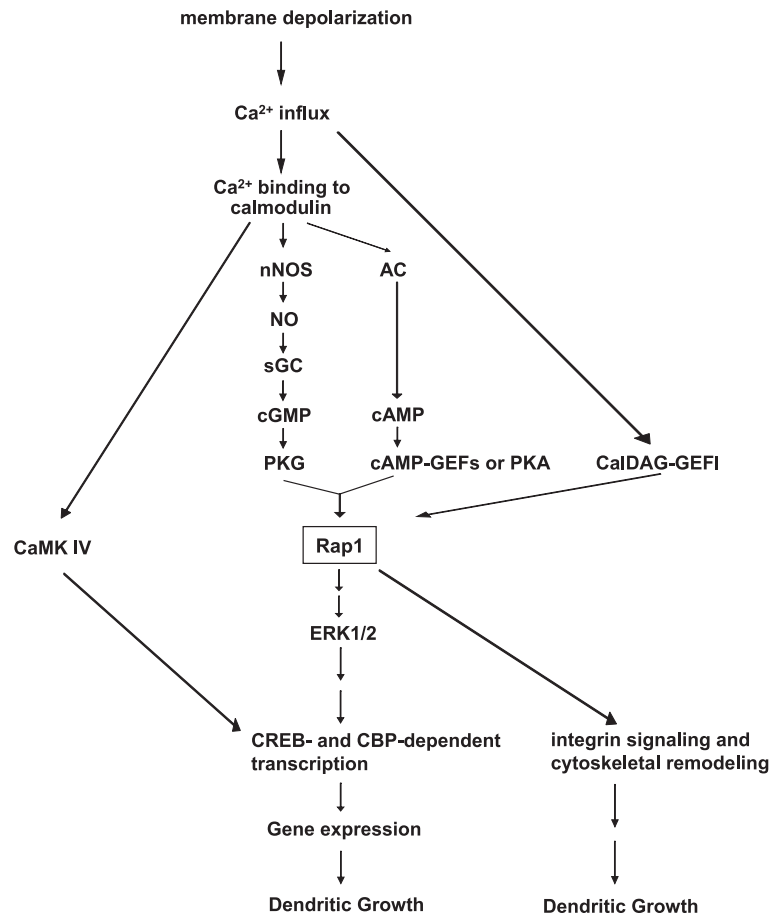 membrane depolarization
Ca²⁺ influx
Ca²⁺ binding to
calmodulin
nNOS
AC
NO
sGC
cGMP
cAMP
PKG
cAMP-GEFs or PKA
CalDAG-GEFI
CaMK IV
Rap1
ERK1/2
CREB- and CBP-dependent
transcription
integrin signaling and
cytoskeletal remodeling
Gene expression
Dendritic Growth
Dendritic Growth